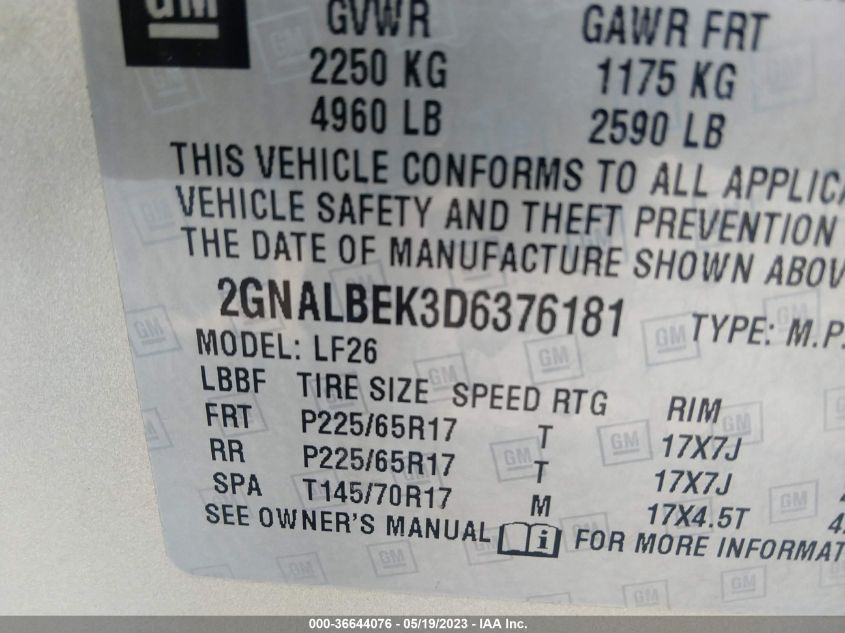 GM
GVWR GAWR FRT
2250 KG 1175 KG
4960 LB 2590 LB
THIS VEHICLE CONFORMS TO ALL
VEHICLE SAFETY AND THEFT PREVENTION
THE DATE OF MANUFACTURE SHOWN
2GNALBEK3D6376181 TYPE: M.P.
MODEL: LF26
LBBF TIRE SIZE SPEED RTG RIM
FRT P225/65R17 T 17X7J
RR P225/65R17 T 17X7J
SPA T145/70R17 M 17X4.5T
SEE OWNER'S MANUAL i FOR MORE
000-36644076 - 05/19/2023 - IAA Inc.